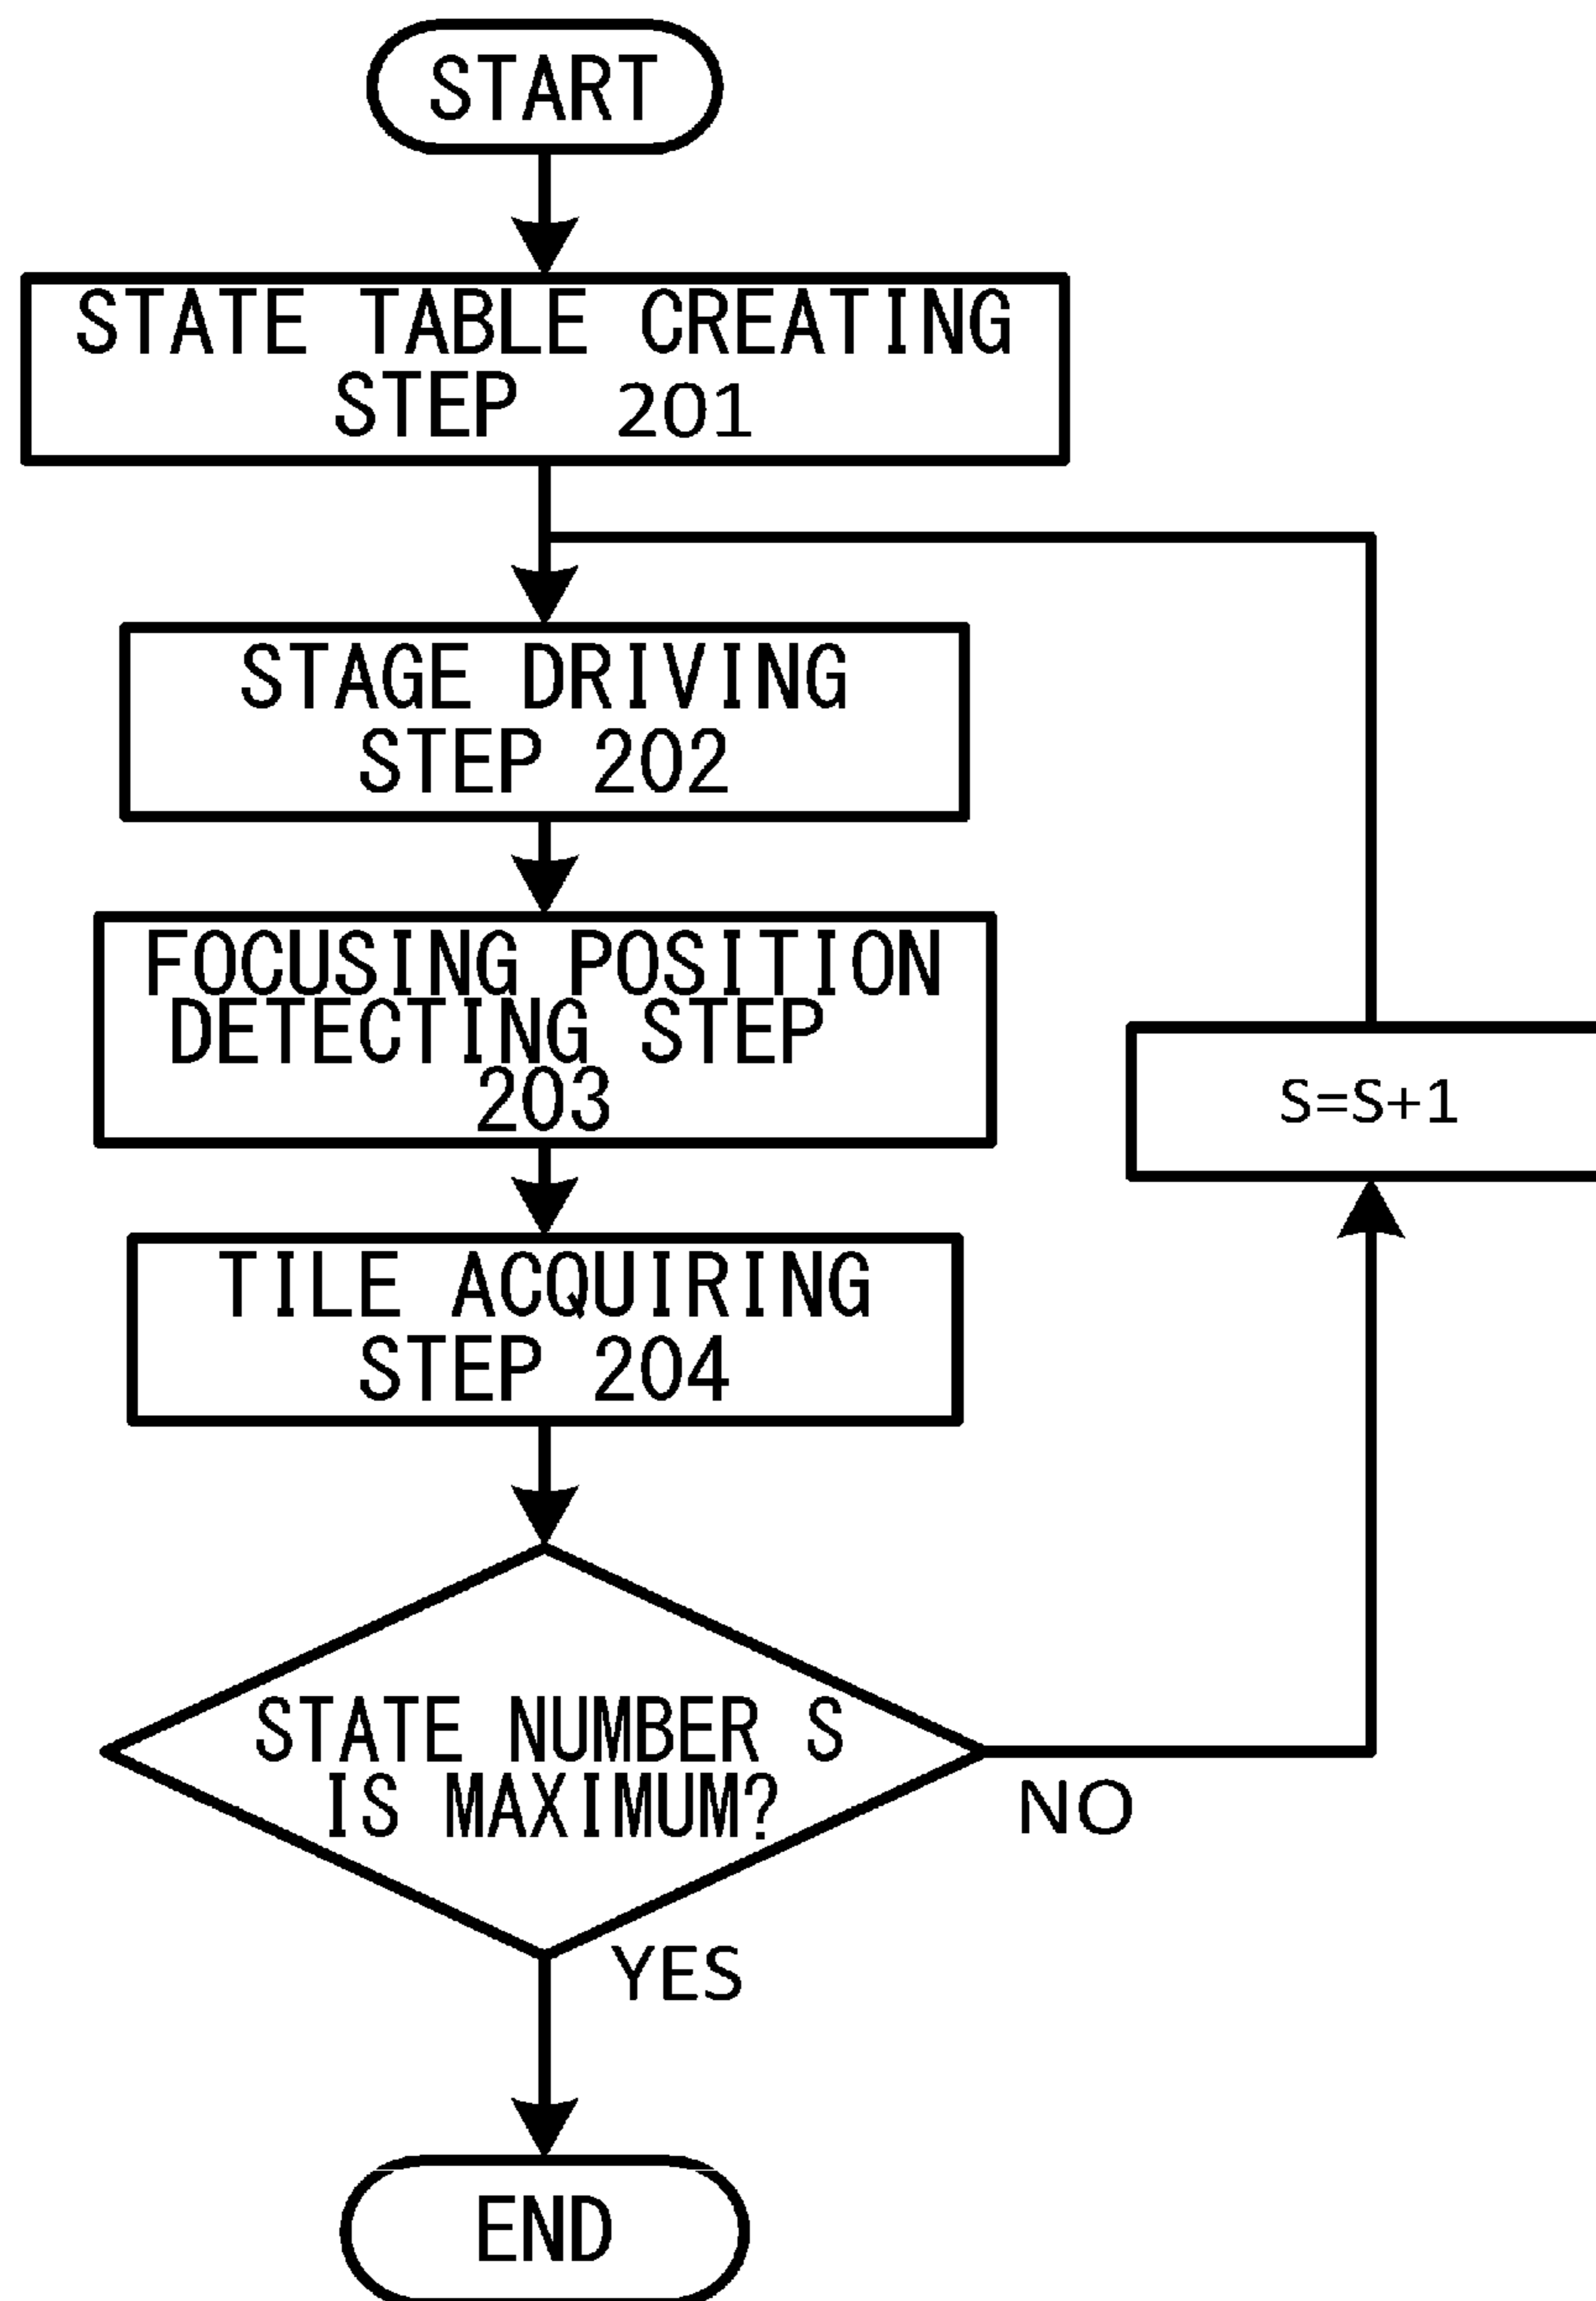 START
STATE TABLE CREATING
STEP 201
STAGE DRIVING
STEP 202
FOCUSING POSITION
DETECTING STEP
203
S=S+1
TILE ACQUIRING
STEP 204
STATE NUMBER S
IS MAXIMUM?
NO
YES
END